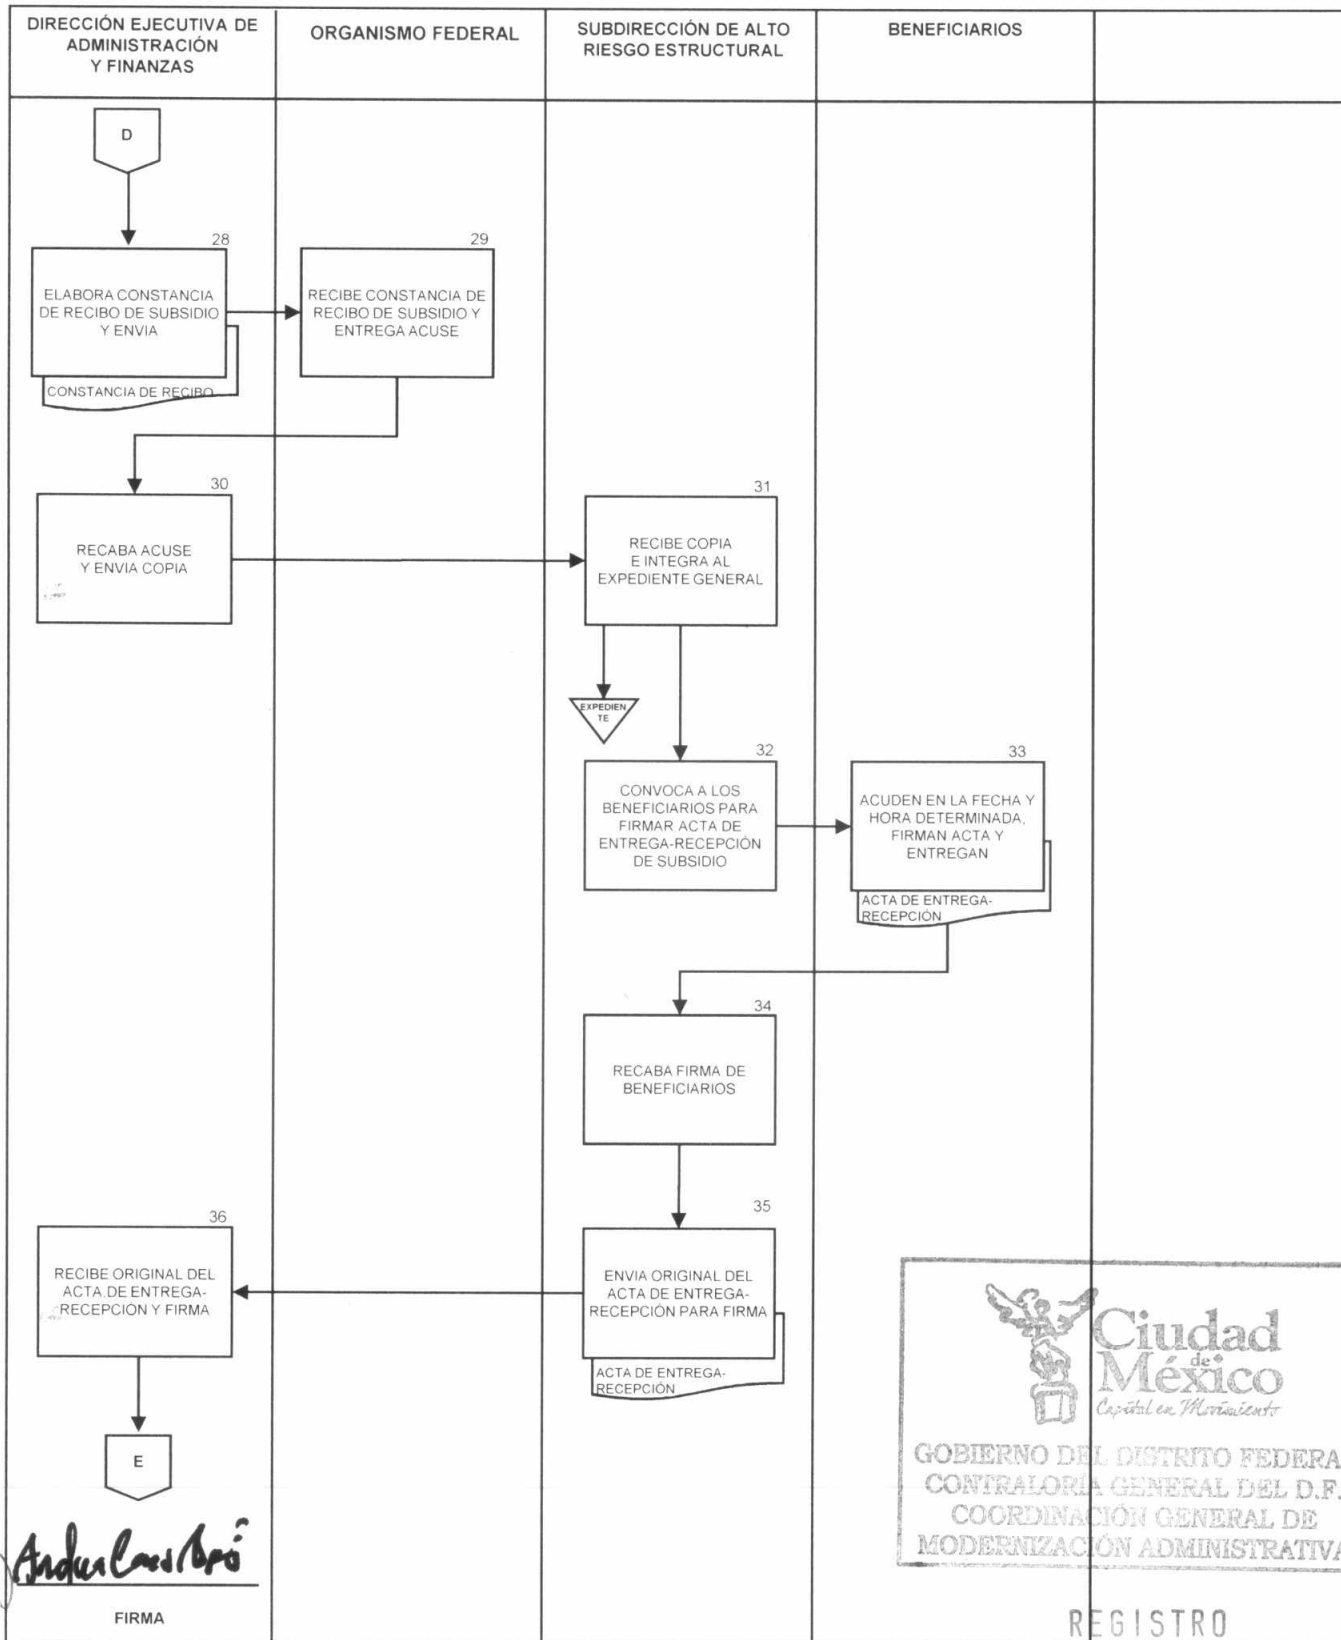 DIRECCIÓN EJECUTIVA DE
ADMINISTRACIÓN
Y FINANZAS
ORGANISMO FEDERAL
SUBDIRECCIÓN DE ALTO
RIESGO ESTRUCTURAL
BENEFICIARIOS
D
28
ELABORA CONSTANCIA
DE RECIBO DE SUBSIDIO
Y ENVIA
CONSTANCIA DE RECIBO
29
RECIBE CONSTANCIA DE
RECIBO DE SUBSIDIO Y
ENTREGA ACUSE
30
RECABA ACUSE
Y ENVIA COPIA
31
RECIBE COPIA
E INTEGRA AL
EXPEDIENTE GENERAL
EXPEDIEN
TE
32
CONVOCA A LOS
BENEFICIARIOS PARA
FIRMAR ACTA DE
ENTREGA-RECEPCIÓN
DE SUBSIDIO
33
ACUDEN EN LA FECHA Y
HORA DETERMINADA,
FIRMAN ACTA Y
ENTREGAN
ACTA DE ENTREGA-
RECEPCIÓN
34
RECABA FIRMA DE
BENEFICIARIOS
35
ENVIA ORIGINAL DEL
ACTA DE ENTREGA-
RECEPCIÓN PARA FIRMA
ACTA DE ENTREGA-
RECEPCIÓN
36
RECIBE ORIGINAL DEL
ACTA DE ENTREGA-
RECEPCIÓN Y FIRMA
E
FIRMA
Ciudad
de
México
Capital en Movimiento
GOBIERNO DEL DISTRITO FEDERA
CONTRALORÍA GENERAL DEL D.F.
COORDINACIÓN GENERAL DE
MODERNIZACIÓN ADMINISTRATIVA
REGISTRO